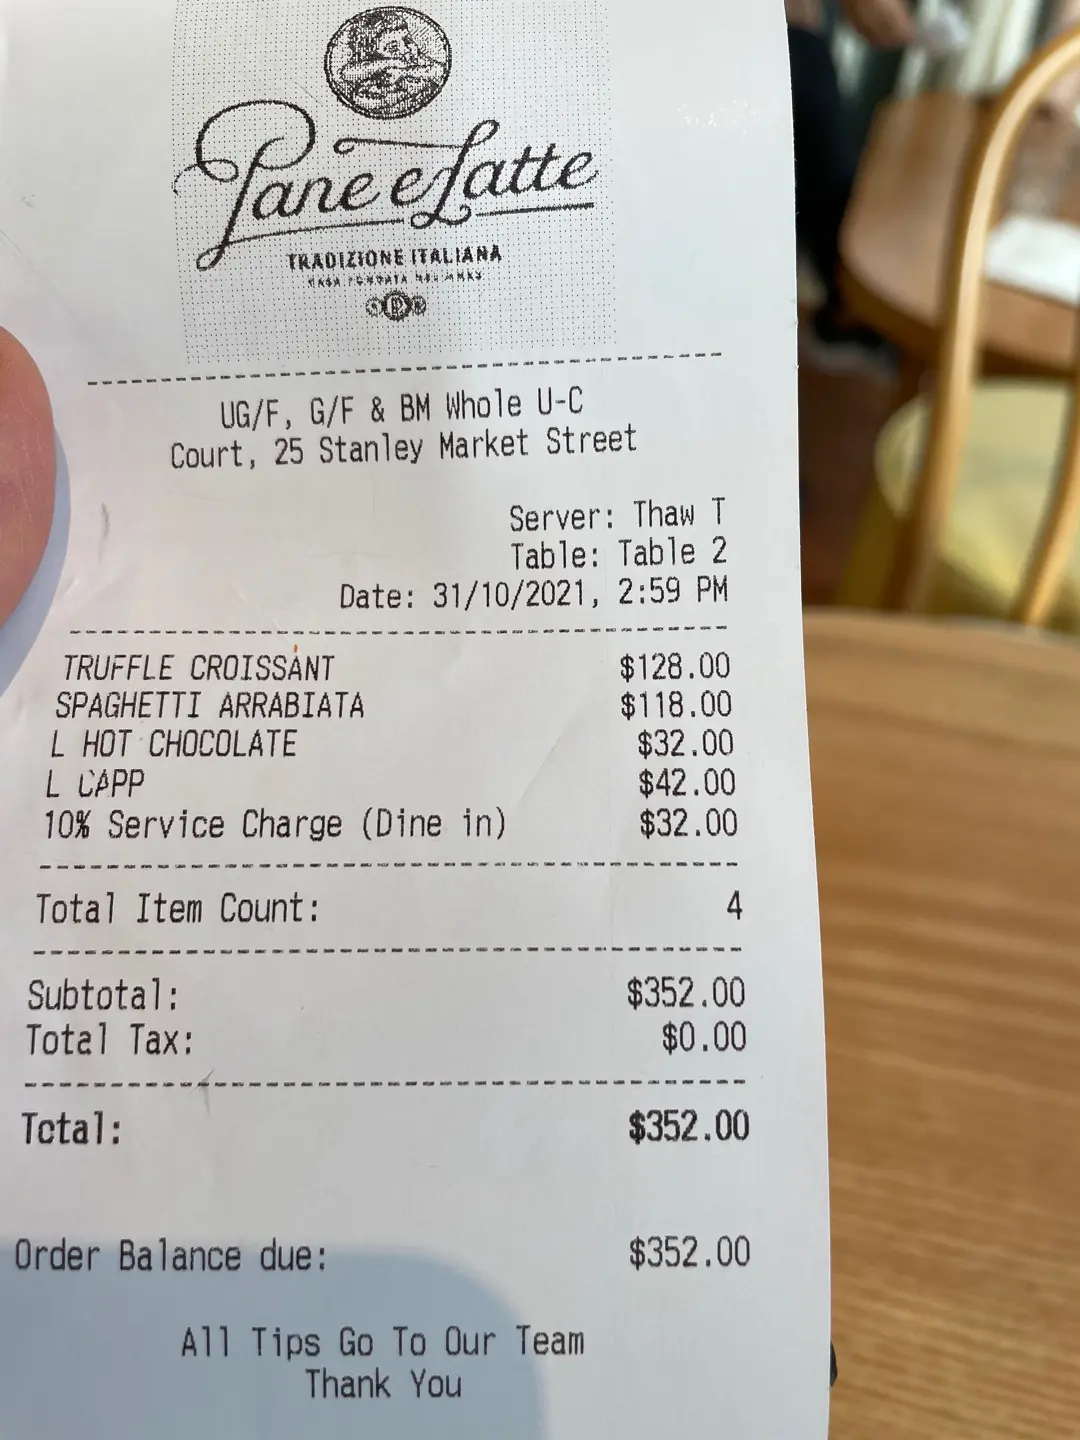 Pane e Latte
TRADIZIONE ITALIANA
UG/F, G/F & BM Whole U-C
Court, 25 Stanley Market Street
Server: Thaw T
Table: Table 2
Date: 31/10/2021, 2:59 PM
TRUFFLE CROISSANT $128.00
SPAGHETTI ARRABIATA $118.00
L HOT CHOCOLATE $32.00
L CAPP $42.00
10% Service Charge (Dine in) $32.00
Total Item Count: 4
Subtotal: $352.00
Total Tax: $0.00
Total: $352.00
Order Balance due: $352.00
All Tips Go To Our Team
Thank You